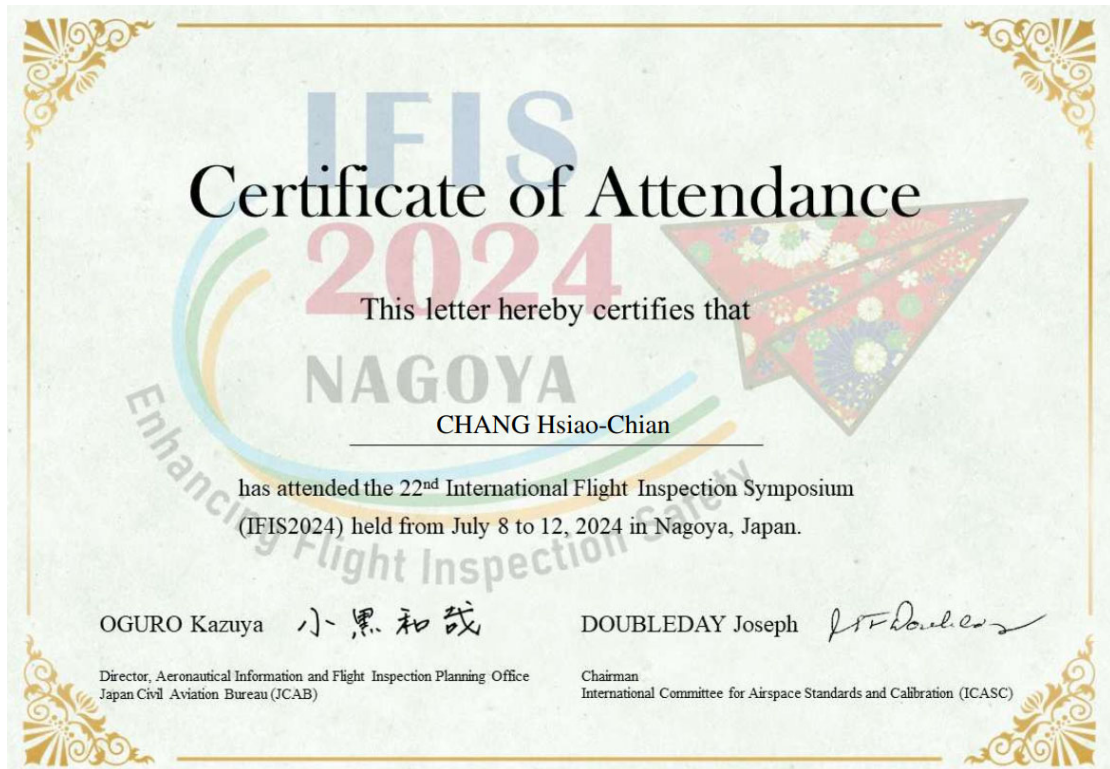 IFIS
Certificate of Attendance
2024
This letter hereby certifies that
NAGOYA
CHANG Hsiao-Chian
has attended the 22nd International Flight Inspection Symposium
(IFIS2024) held from July 8 to 12, 2024 in Nagoya, Japan.
Enhancing Flight Inspection Safety
OGURO Kazuya 小黒和哉
DOUBLEDAY Joseph
Director, Aeronautical Information and Flight Inspection Planning Office
Japan Civil Aviation Bureau (JCAB)
Chairman
International Committee for Airspace Standards and Calibration (ICASC)